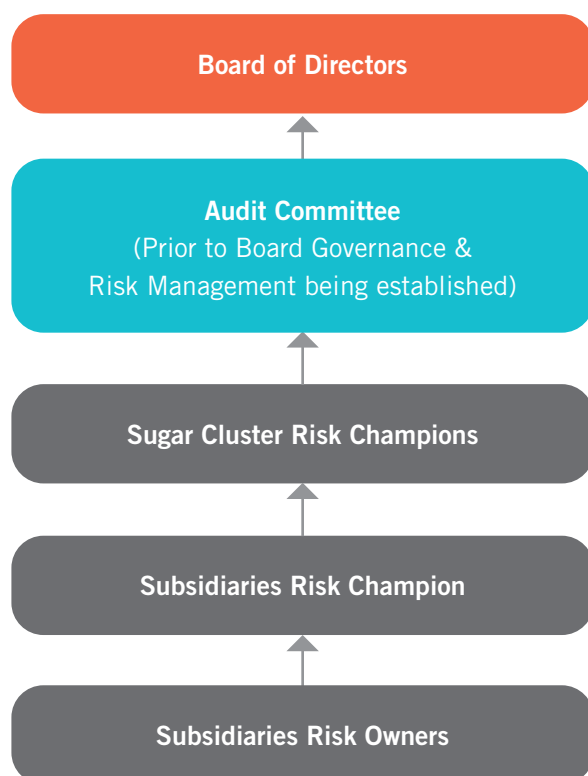 Board of Directors
Audit Committee
(Prior to Board Governance &
Risk Management being established)
Sugar Cluster Risk Champions
Subsidiaries Risk Champion
Subsidiaries Risk Owners